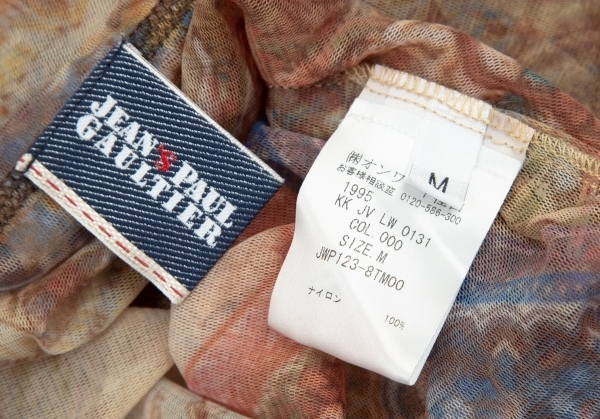 JEAN'S PAUL
GAULTIER
M
㈱オンワ
お客様相談室 0120-586-300
1995
KK JV LW 0131
COL. 000
SIZE. M
JWP123-8TM00
ナイロン 100%